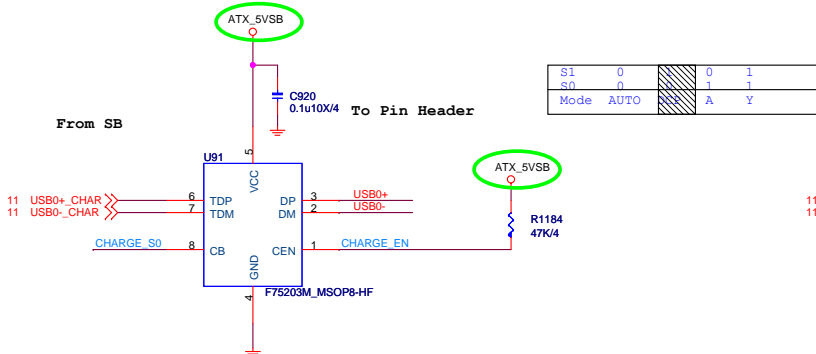 ATX_5VSB
C920
0.1u10X/4
To Pin Header
From SB
S1 0 0 1
S0 0 1 1
Mode AUTO A Y
U91
5
VCC
ATX_5VSB
11 USB0+_CHAR 6 TDP DP 3 USB0+
11 USB0-_CHAR 7 TDM DM 2 USB0-
R1184
47K/4
CHARGE_S0 8 CB CEN 1 CHARGE_EN
GND
4
F75203M_MSOP8-HF
11
11